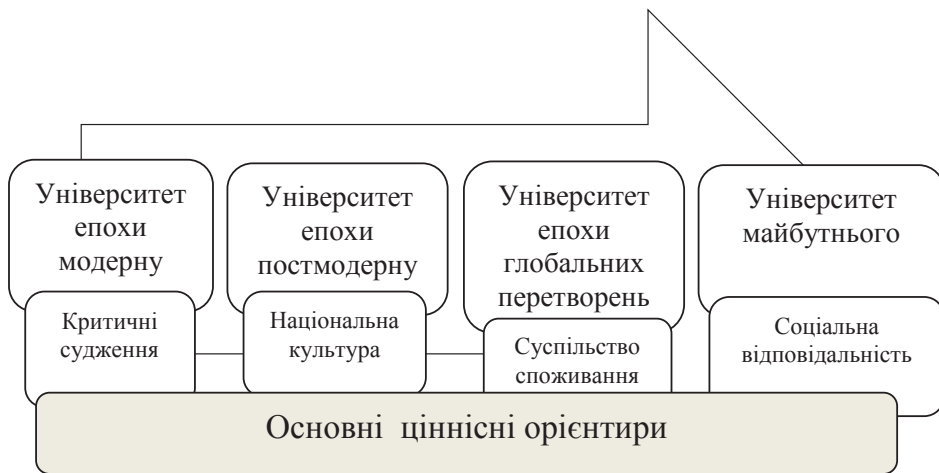 Університет
епохи
модерну
Університет
епохи
постмодерну
Університет
епохи
глобальних
перетворень
Університет
майбутнього
Критичні
судження
Національна
культура
Суспільство
споживання
Соціальна
відповідальність
Основні ціннісні орієнтири